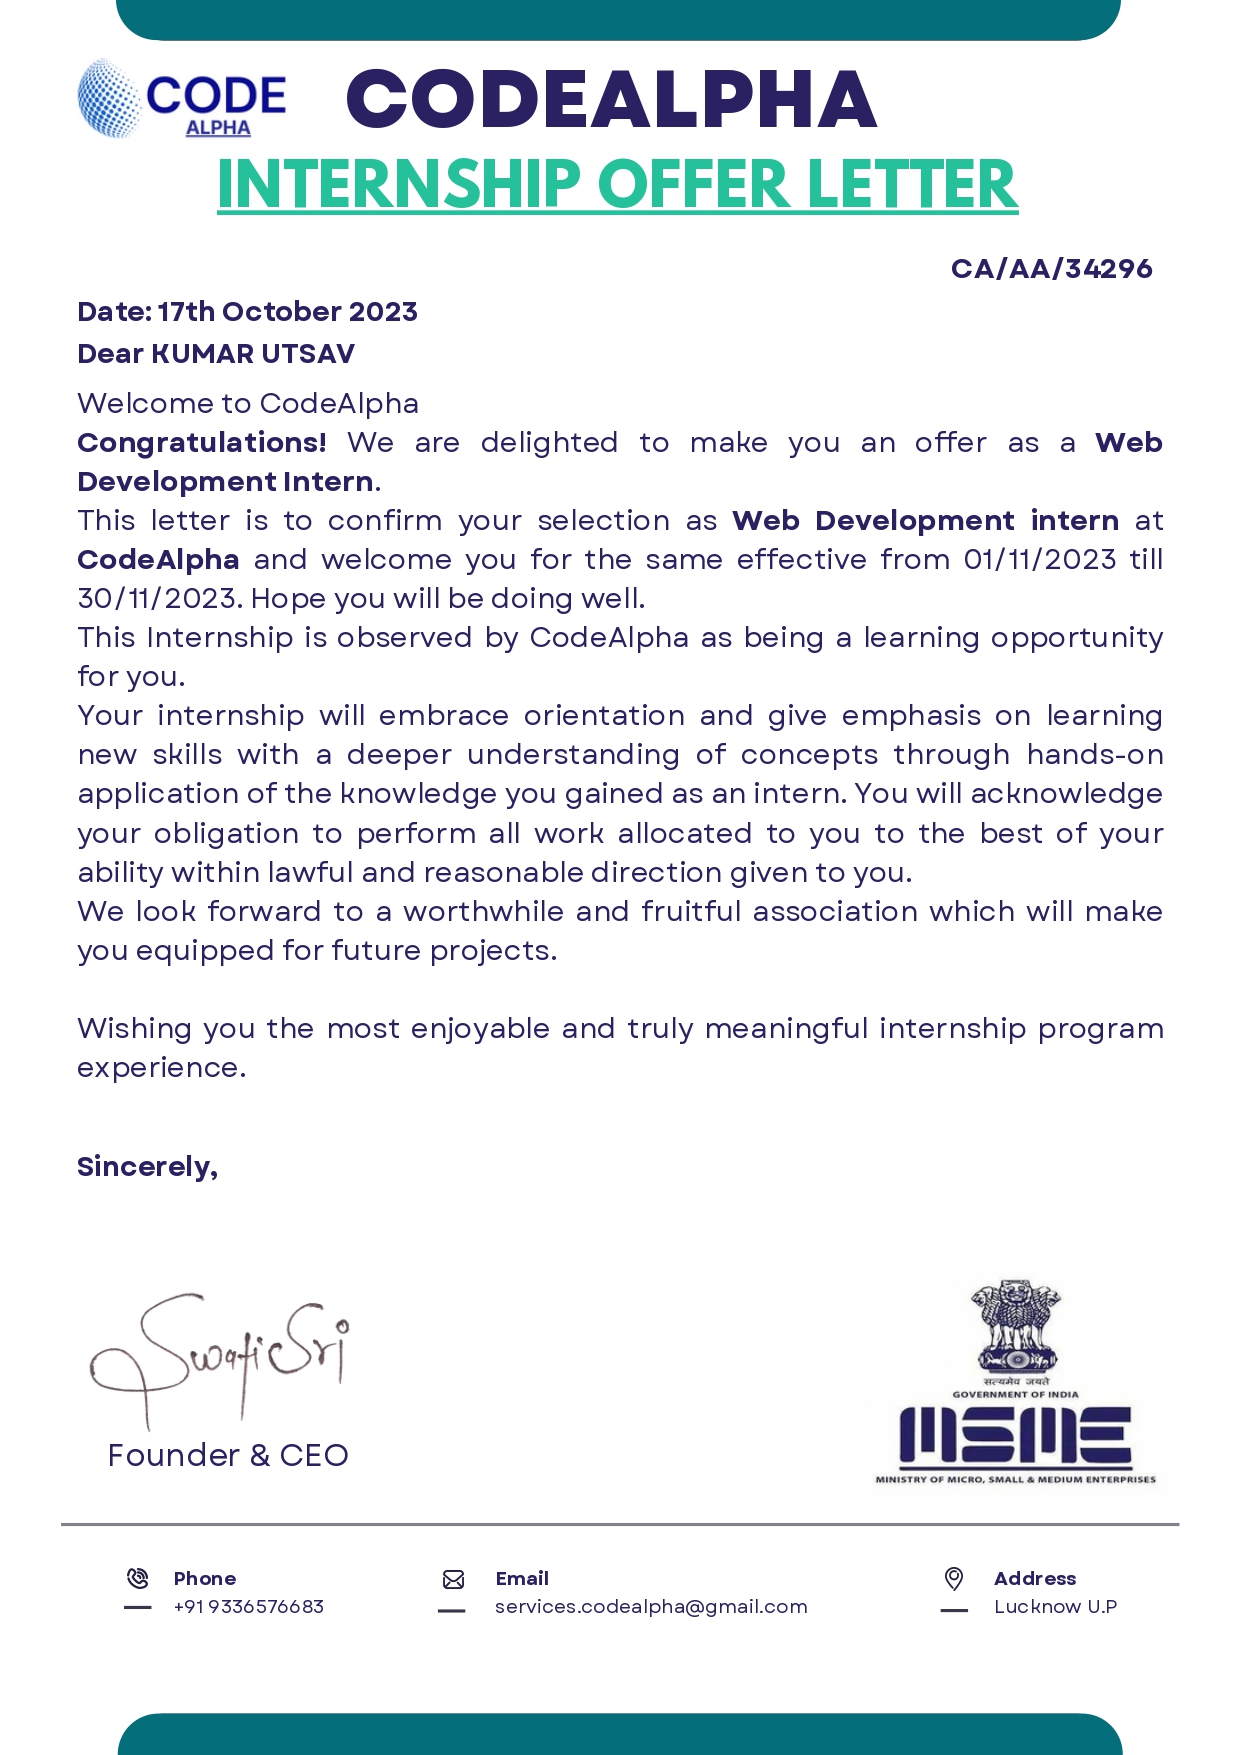 CODE
ALPHA
CODEALPHA
INTERNSHIP OFFER LETTER
CA/AA/34296
Date: 17th October 2023
Dear KUMAR UTSAV
Welcome to CodeAlpha
Congratulations! We are delighted to make you an offer as a Web
Development Intern.
This letter is to confirm your selection as Web Development intern at
CodeAlpha and welcome you for the same effective from 01/11/2023 till
30/11/2023. Hope you will be doing well.
This Internship is observed by CodeAlpha as being a learning opportunity
for you.
Your internship will embrace orientation and give emphasis on learning
new skills with a deeper understanding of concepts through hands-on
application of the knowledge you gained as an intern. You will acknowledge
your obligation to perform all work allocated to you to the best of your
ability within lawful and reasonable direction given to you.
We look forward to a worthwhile and fruitful association which will make
you equipped for future projects.
Wishing you the most enjoyable and truly meaningful internship program
experience.
Sincerely,
Swati Sri
Founder & CEO
सत्यमेव जयते
GOVERNMENT OF INDIA
MSME
MINISTRY OF MICRO, SMALL & MEDIUM ENTERPRISES
Phone
+91 9336576683
Email
services.codealpha@gmail.com
Address
Lucknow U.P